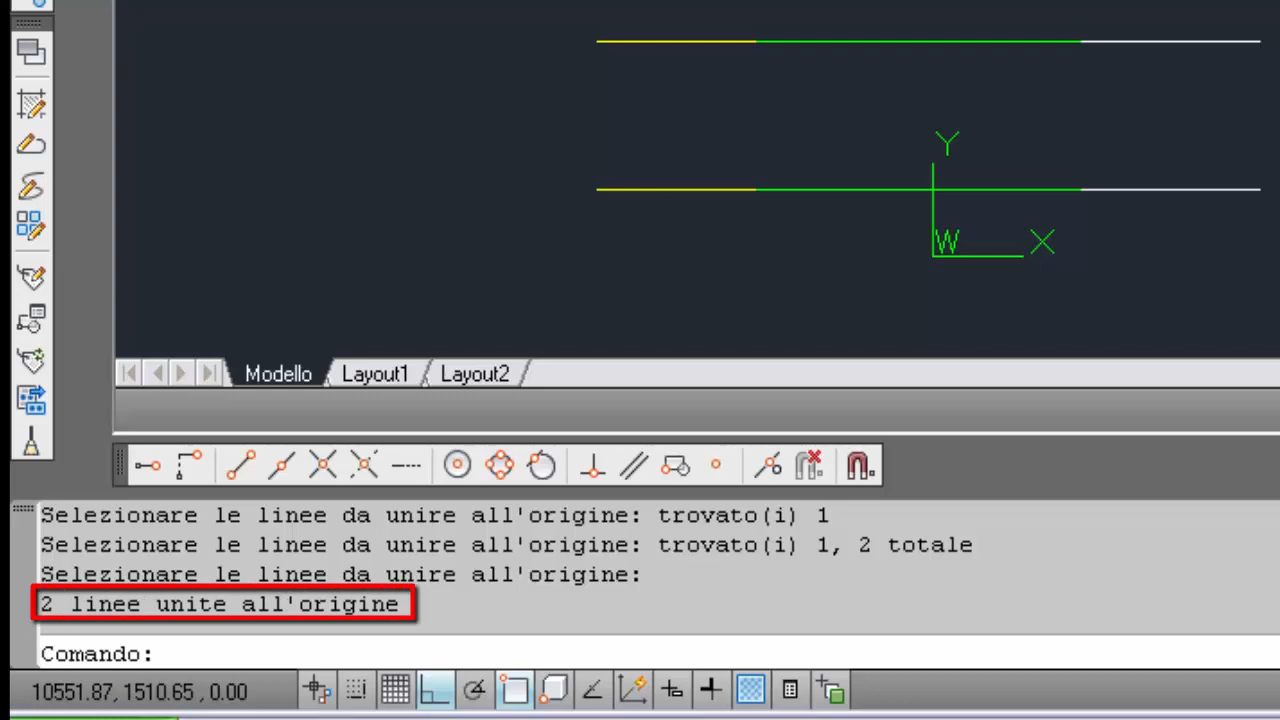 Y
W X
Modello Layout1 Layout2
Selezionare le linee da unire all'origine: trovato(i) 1
Selezionare le linee da unire all'origine: trovato(i) 1, 2 totale
Selezionare le linee da unire all'origine:
2 linee unite all'origine
Comando:
10551.87, 1510.65 , 0.00